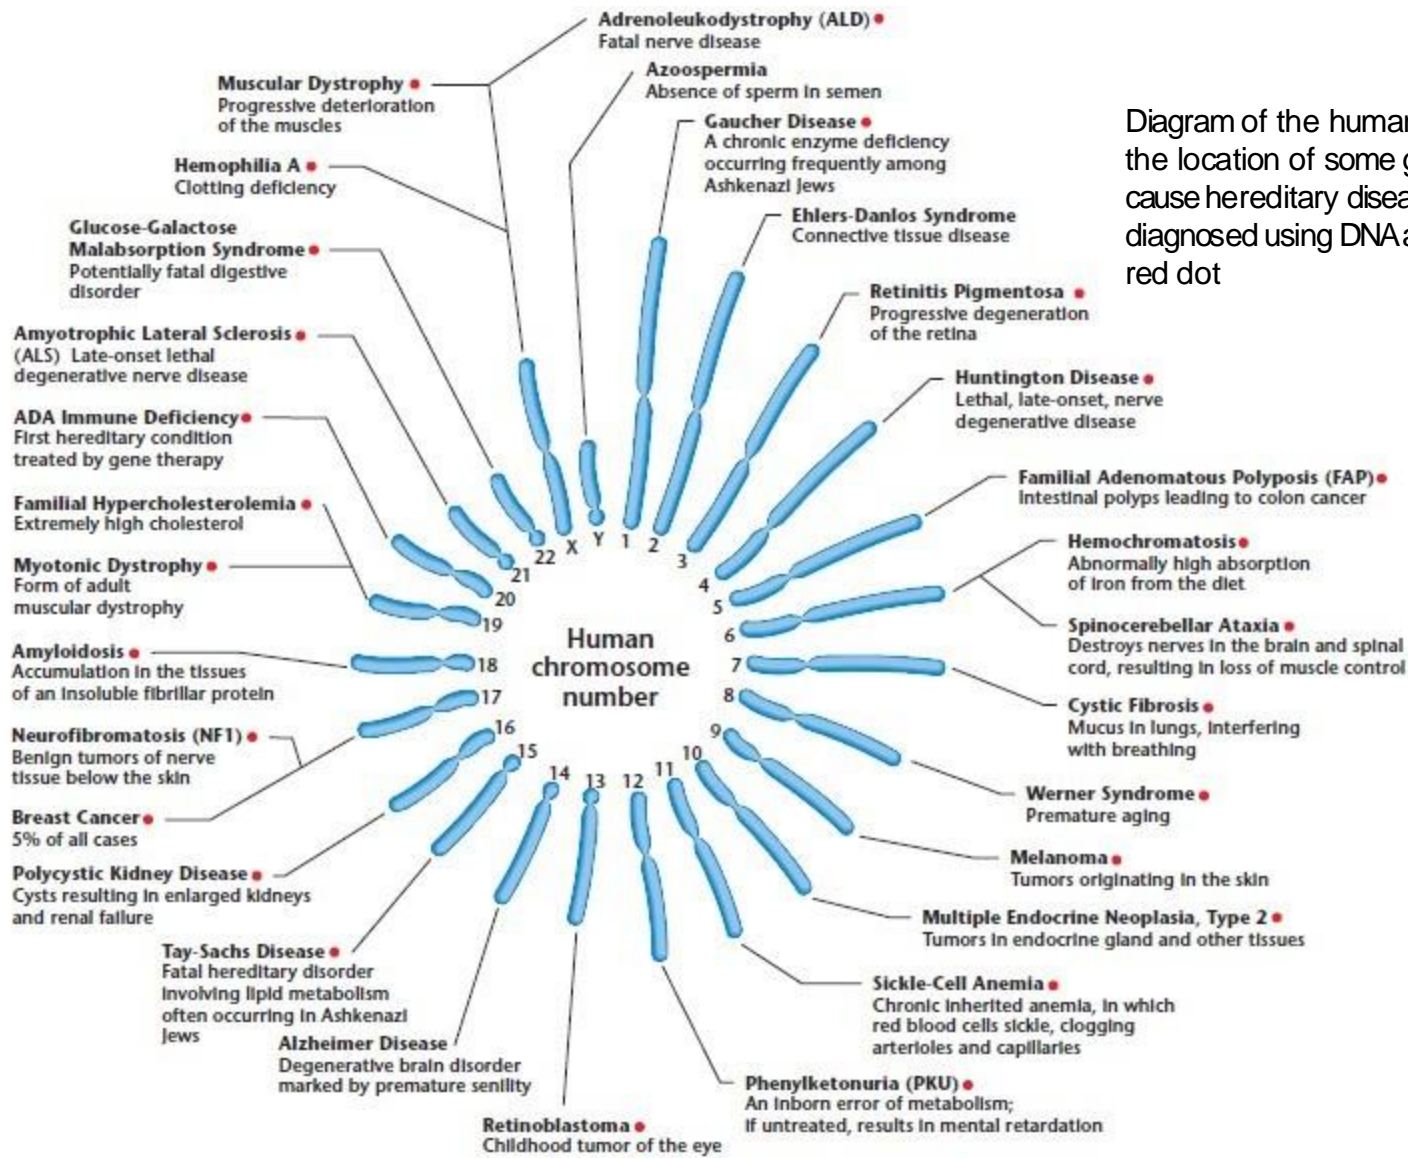 Adrenoleukodystrophy (ALD)
Fatal nerve disease
Azoospermia
Absence of sperm in semen
Muscular Dystrophy
Progressive deterioration
of the muscles
Gaucher Disease
A chronic enzyme deficiency
occurring frequently among
Ashkenazi Jews
Diagram of the human
the location of some g
cause hereditary disea
diagnosed using DNA a
red dot
Hemophilia A
Clotting deficiency
Ehlers-Danlos Syndrome
Connective tissue disease
Glucose-Galactose
Malabsorption Syndrome
Potentially fatal digestive
disorder
Retinitis Pigmentosa
Progressive degeneration
of the retina
Amyotrophic Lateral Sclerosis
(ALS) Late-onset lethal
degenerative nerve disease
Huntington Disease
Lethal, late-onset, nerve
degenerative disease
ADA Immune Deficiency
First hereditary condition
treated by gene therapy
Familial Adenomatous Polyposis (FAP)
Intestinal polyps leading to colon cancer
Familial Hypercholesterolemia
Extremely high cholesterol
Hemochromatosis
Abnormally high absorption
of iron from the diet
Myotonic Dystrophy
Form of adult
muscular dystrophy
Spinocerebellar Ataxia
Destroys nerves in the brain and spinal
cord, resulting in loss of muscle control
Amyloidosis
Accumulation in the tissues
of an insoluble fibrillar protein
Cystic Fibrosis
Mucus in lungs, interfering
with breathing
Neurofibromatosis (NF1)
Benign tumors of nerve
tissue below the skin
Werner Syndrome
Premature aging
Breast Cancer
5% of all cases
Melanoma
Tumors originating in the skin
Polycystic Kidney Disease
Cysts resulting in enlarged kidneys
and renal failure
Multiple Endocrine Neoplasia, Type 2
Tumors in endocrine gland and other tissues
Tay-Sachs Disease
Fatal hereditary disorder
involving lipid metabolism
often occurring in Ashkenazi
Jews
Sickle-Cell Anemia
Chronic inherited anemia, in which
red blood cells sickle, clogging
arterioles and capillaries
Alzheimer Disease
Degenerative brain disorder
marked by premature senility
Phenylketonuria (PKU)
An inborn error of metabolism;
if untreated, results in mental retardation
Retinoblastoma
Childhood tumor of the eye
Human
chromosome
number
1
2
3
4
5
6
7
8
9
10
11
12
13
14
15
16
17
18
19
20
21
22
X
Y